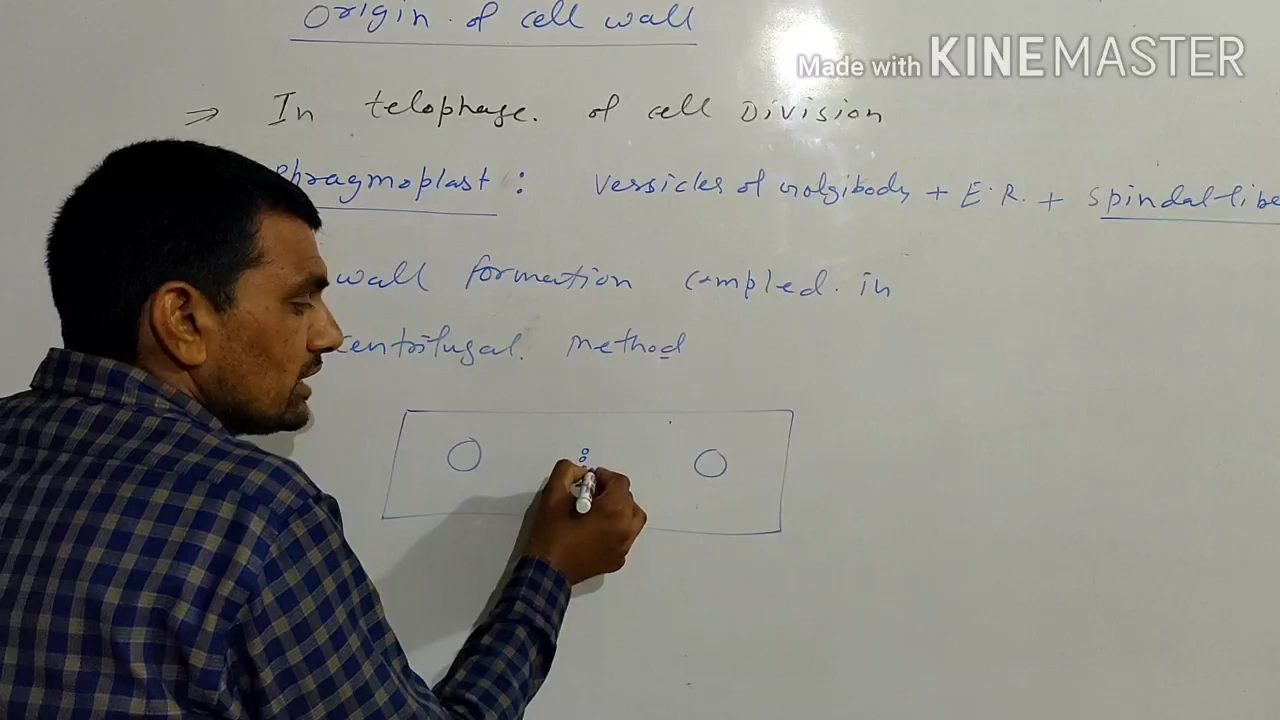 Origin of cell wall
Made with KINEMASTER
⇒ In telophase. of cell Division
Phragmoplast : Vessicles of Golgibody + E.R. + Spindal-fibe
wall formation compled. in
centrifugal. Method